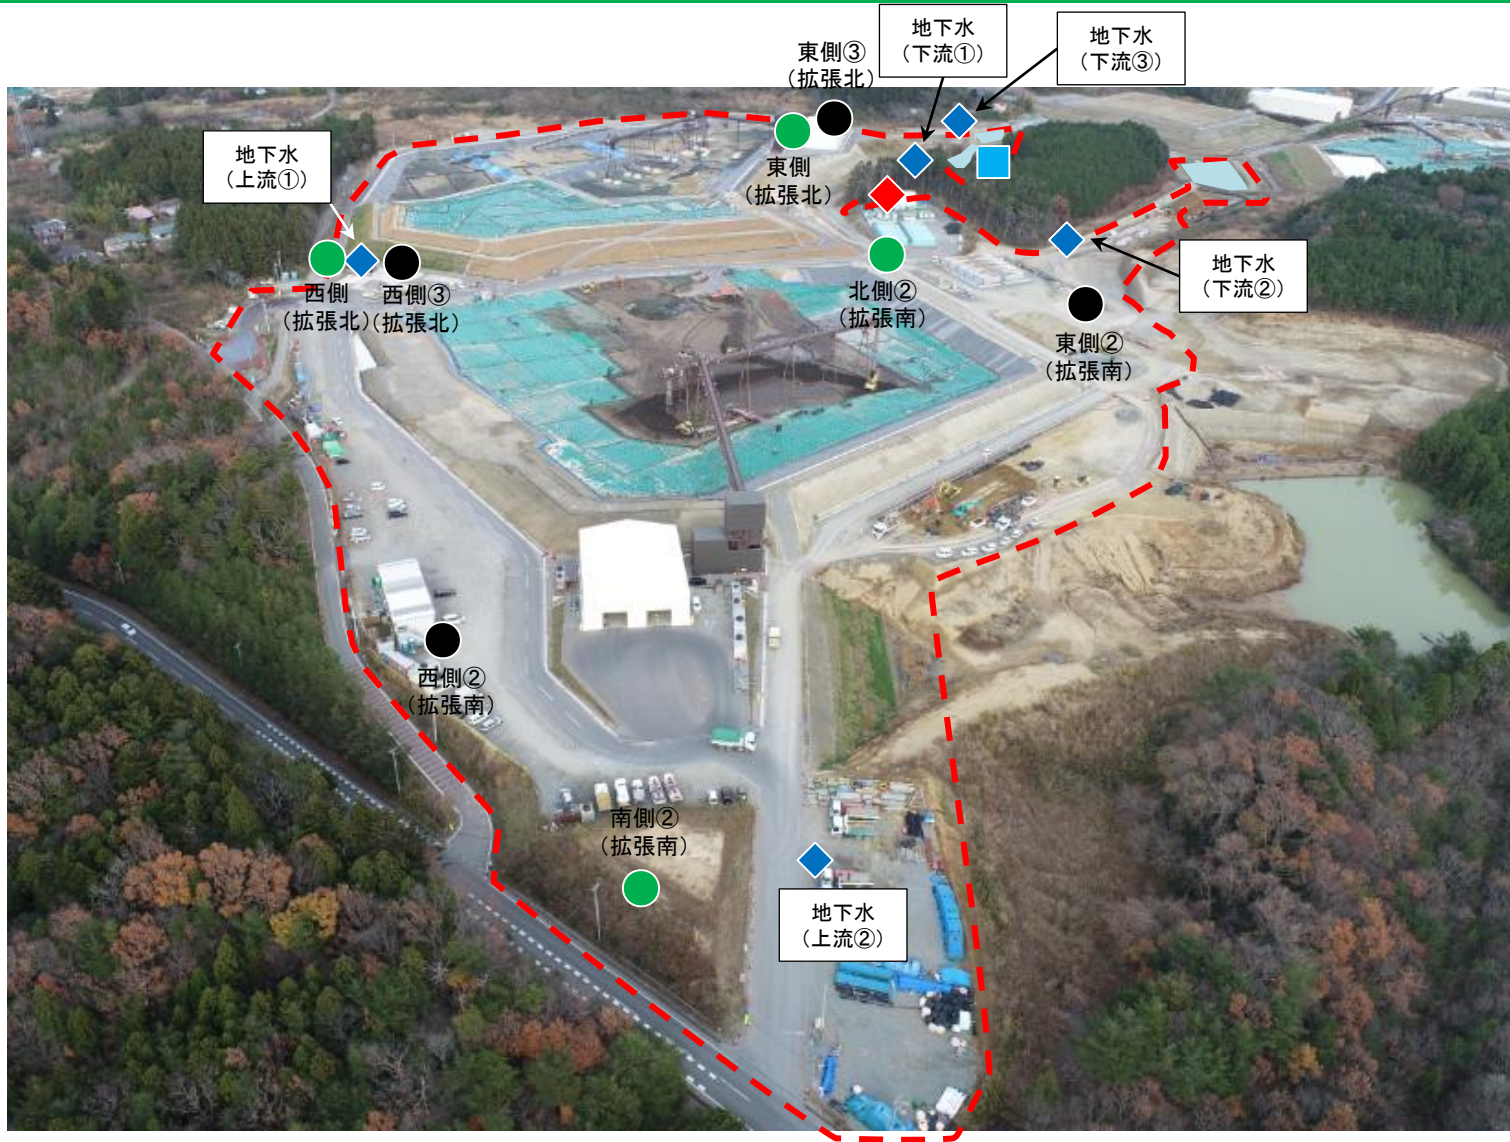 地下水
（下流①）
地下水
（下流③）
東側③
（拡張北）
地下水
（上流①）
東側
（拡張北）
西側
（拡張北）
西側③
（拡張北）
北側②
（拡張南）
地下水
（下流②）
東側②
（拡張南）
西側②
（拡張南）
南側②
（拡張南）
地下水
（上流②）